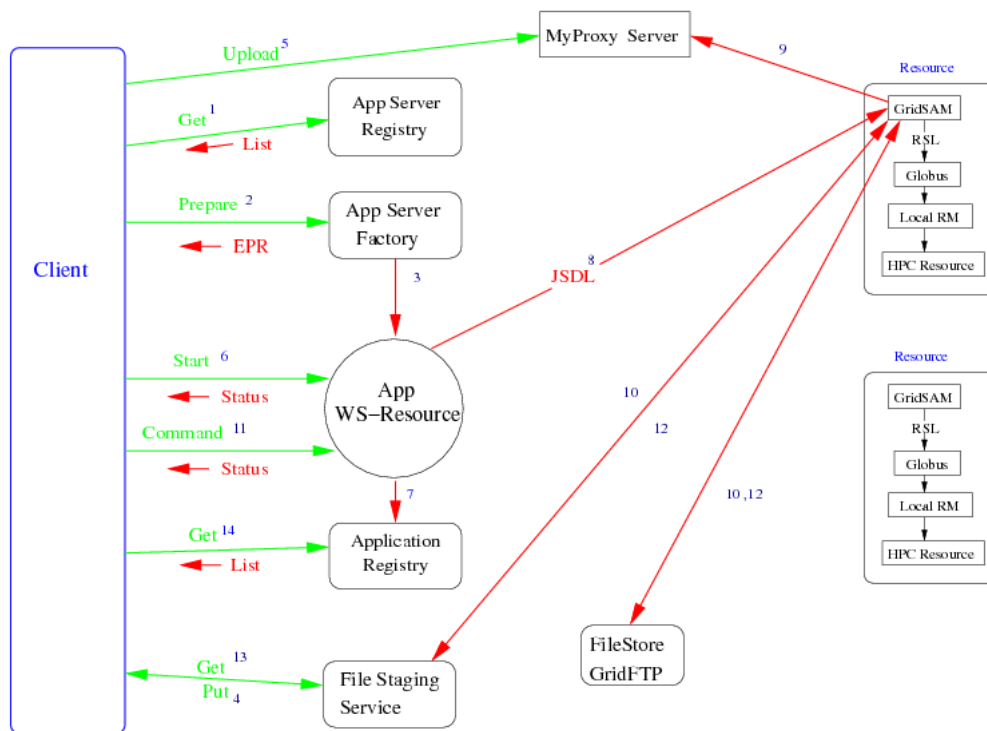 Upload 5
MyProxy Server
9
Resource
Get 1
List
App Server
Registry
GridSAM
RSL
Globus
Local RM
HPC Resource
Prepare 2
EPR
App Server
Factory
Client
3
8
JSDL
Start 6
Status
App
WS-Resource
10
12
Resource
GridSAM
RSL
Globus
Local RM
HPC Resource
Command 11
Status
7
10 ,12
Get 14
List
Application
Registry
Get 13
Put 4
File Staging
Service
FileStore
GridFTP